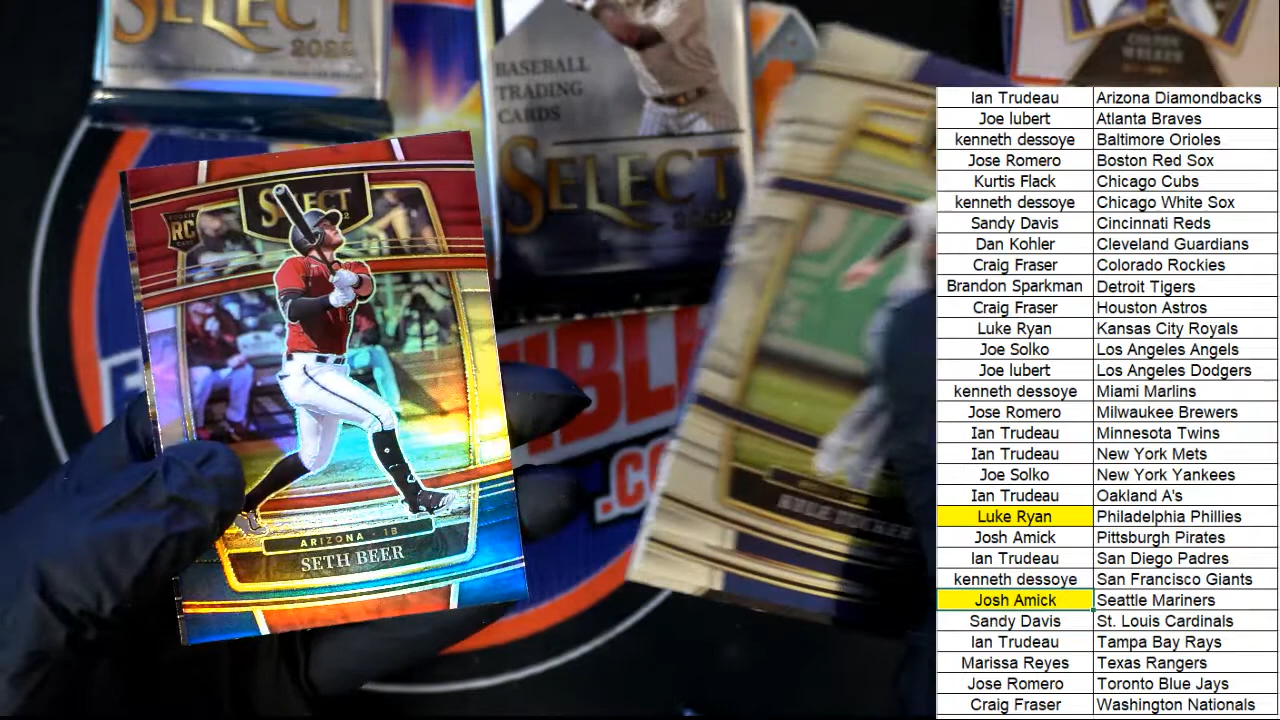 SELECT
2022
BASEBALL
TRADING
CARDS
SELECT
2022
ROOKIE
RC
CARD
SELECT
ARIZONA - 1B
SETH BEER
.CO
COLTON
WELKER
Ian Trudeau Arizona Diamondbacks
Joe lubert Atlanta Braves
kenneth dessoye Baltimore Orioles
Jose Romero Boston Red Sox
Kurtis Flack Chicago Cubs
kenneth dessoye Chicago White Sox
Sandy Davis Cincinnati Reds
Dan Kohler Cleveland Guardians
Craig Fraser Colorado Rockies
Brandon Sparkman Detroit Tigers
Craig Fraser Houston Astros
Luke Ryan Kansas City Royals
Joe Solko Los Angeles Angels
Joe lubert Los Angeles Dodgers
kenneth dessoye Miami Marlins
Jose Romero Milwaukee Brewers
Ian Trudeau Minnesota Twins
Ian Trudeau New York Mets
Joe Solko New York Yankees
Ian Trudeau Oakland A's
Luke Ryan Philadelphia Phillies
Josh Amick Pittsburgh Pirates
Ian Trudeau San Diego Padres
kenneth dessoye San Francisco Giants
Josh Amick Seattle Mariners
Sandy Davis St. Louis Cardinals
Ian Trudeau Tampa Bay Rays
Marissa Reyes Texas Rangers
Jose Romero Toronto Blue Jays
Craig Fraser Washington Nationals